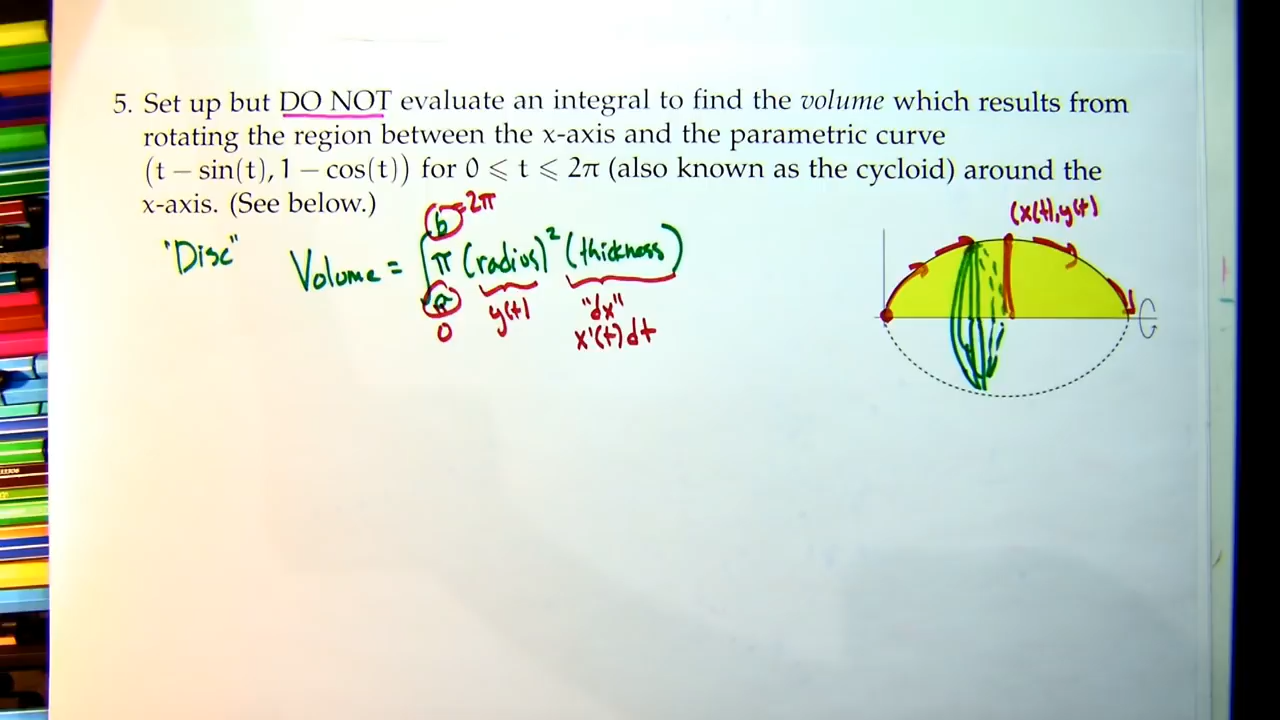 5. Set up but DO NOT evaluate an integral to find the volume which results from
rotating the region between the x-axis and the parametric curve
(t − sin(t), 1 − cos(t)) for 0 ⩽ t ⩽ 2π (also known as the cycloid) around the
x-axis. (See below.)
"Disc"
Volume = ∫ π (radius)² (thickness)
b = 2π
a
0
y(t)
"dx"
x'(t) dt
(x(t), y(t)